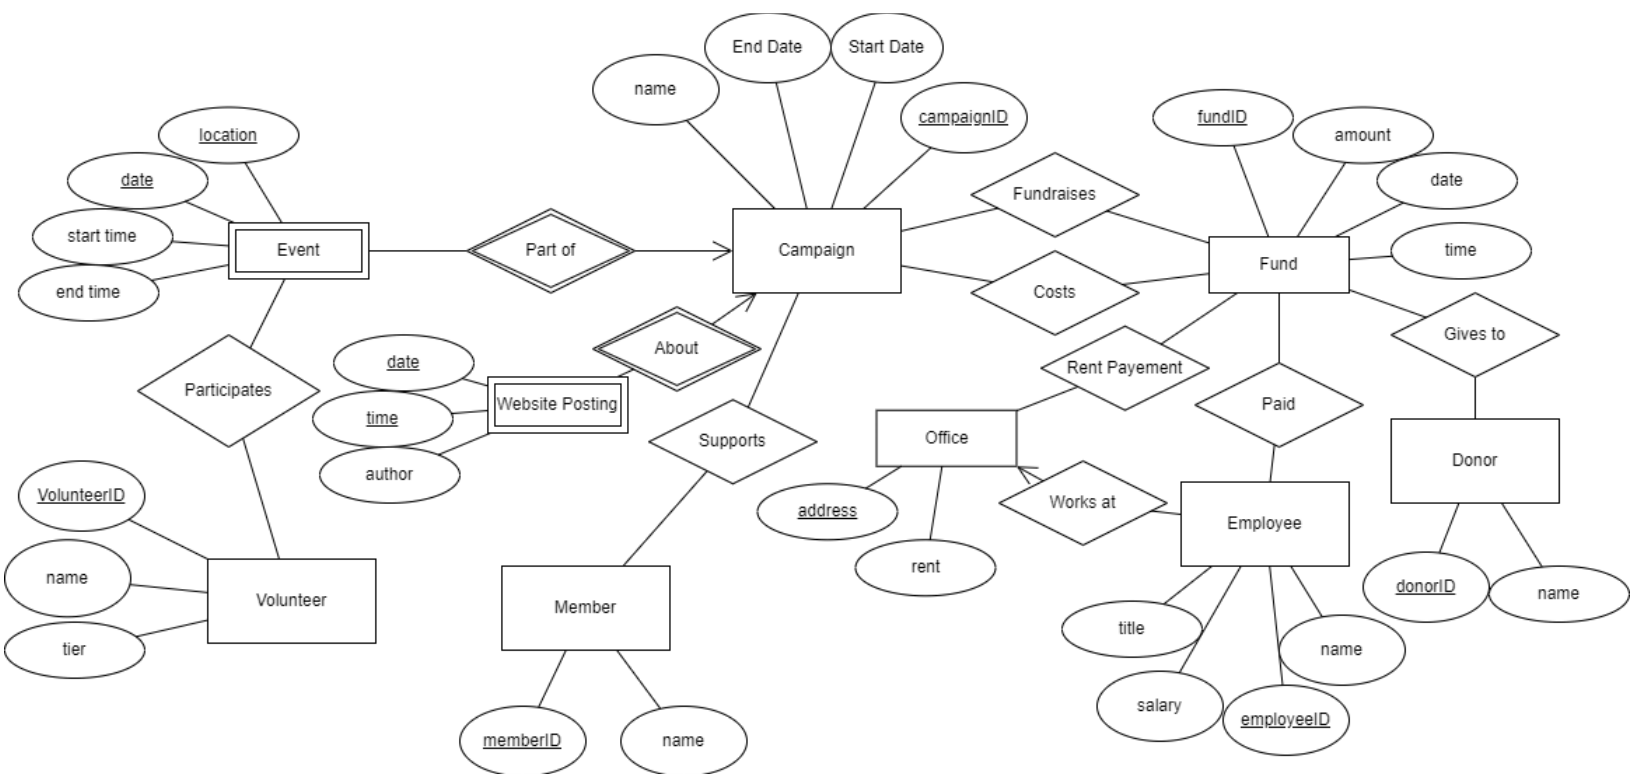 End Date
Start Date
name
campaignID
fundID
amount
location
date
date
Fundraises
start time
Event
Part of
Campaign
Fund
time
end time
Costs
Gives to
About
date
Rent Payement
Participates
Website Posting
Paid
time
Supports
Office
author
Donor
VolunteerID
Works at
address
Employee
rent
name
donorID
name
Volunteer
Member
title
tier
name
salary
employeeID
memberID
name